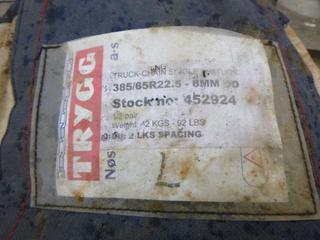 TRYGG
Nøs
a·s
TRUCK-CHAIN
385/65R22.5 - 8MM
Stock no: 452924
1/2 pair
Weight 42 KGS - 92 LBS
2 LKS SPACING